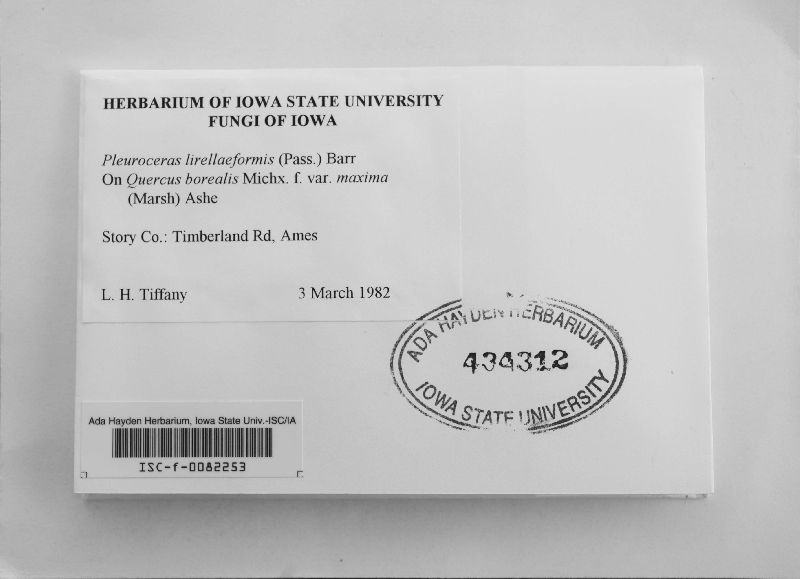 HERBARIUM OF IOWA STATE UNIVERSITY
FUNGI OF IOWA
Pleuroceras lirellaeformis (Pass.) Barr
On Quercus borealis Michx. f. var. maxima
(Marsh) Ashe
Story Co.: Timberland Rd, Ames
L. H. Tiffany 3 March 1982
ADA HAYDEN HERBARIUM
434312
IOWA STATE UNIVERSITY
Ada Hayden Herbarium, Iowa State Univ.-ISC/IA
ISC-f-0082253